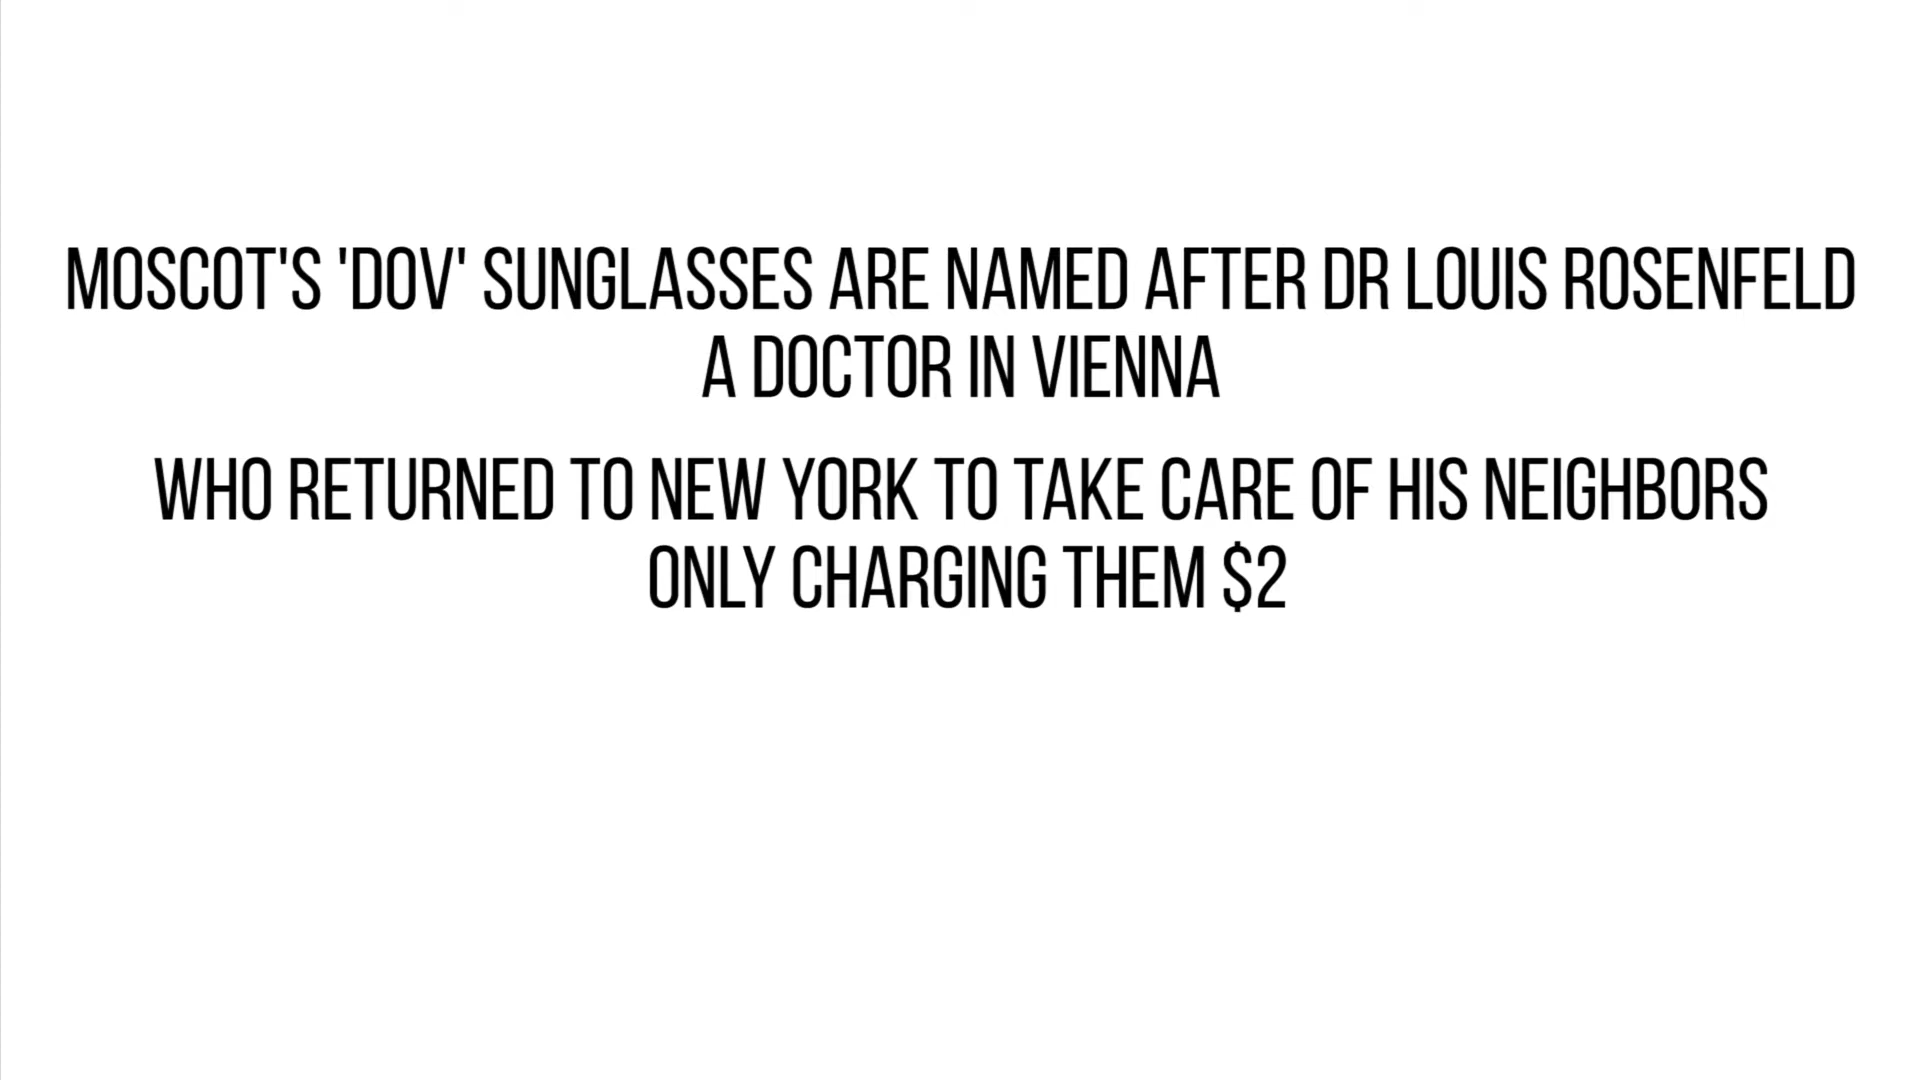 MOSCOT'S 'DOV' SUNGLASSES ARE NAMED AFTER DR LOUIS ROSENFELD
A DOCTOR IN VIENNA
WHO RETURNED TO NEW YORK TO TAKE CARE OF HIS NEIGHBORS
ONLY CHARGING THEM $2